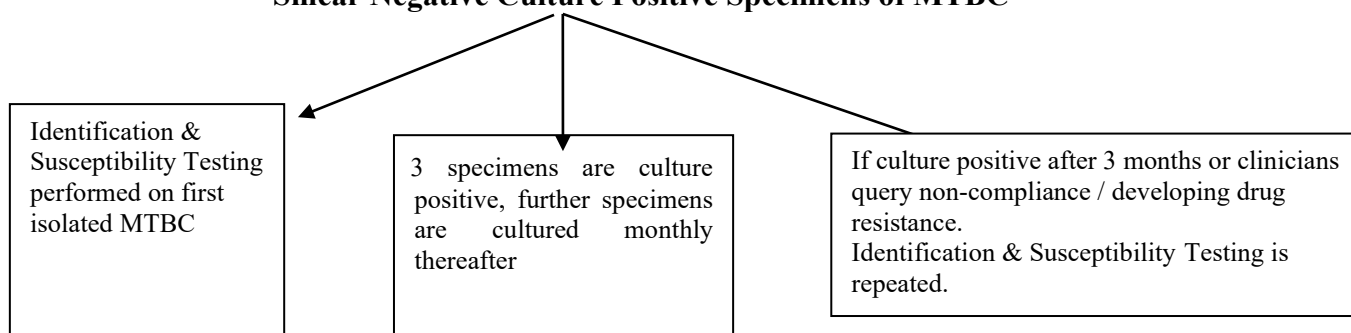 Smear Negative Culture Positive Specimens of MTBC
Identification &
Susceptibility Testing
performed on first
isolated MTBC
3 specimens are culture
positive, further specimens
are cultured monthly
thereafter
If culture positive after 3 months or clinicians
query non-compliance / developing drug
resistance.
Identification & Susceptibility Testing is
repeated.